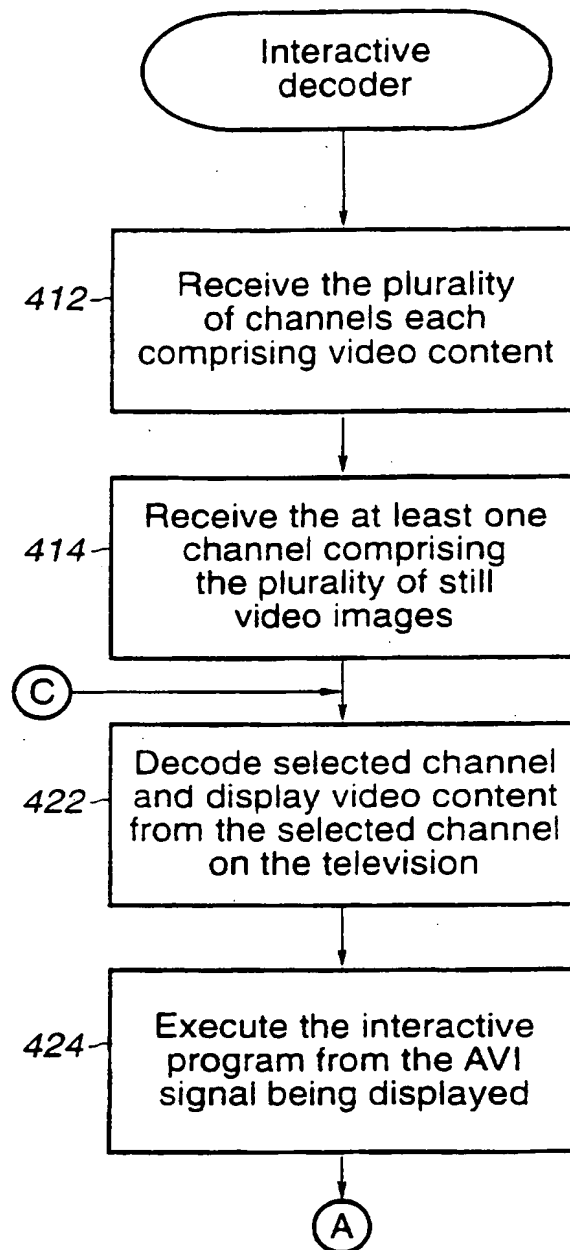 Interactive
decoder
412
Receive the plurality
of channels each
comprising video content
414
Receive the at least one
channel comprising
the plurality of still
video images
C
422
Decode selected channel
and display video content
from the selected channel
on the television
424
Execute the interactive
program from the AVI
signal being displayed
A